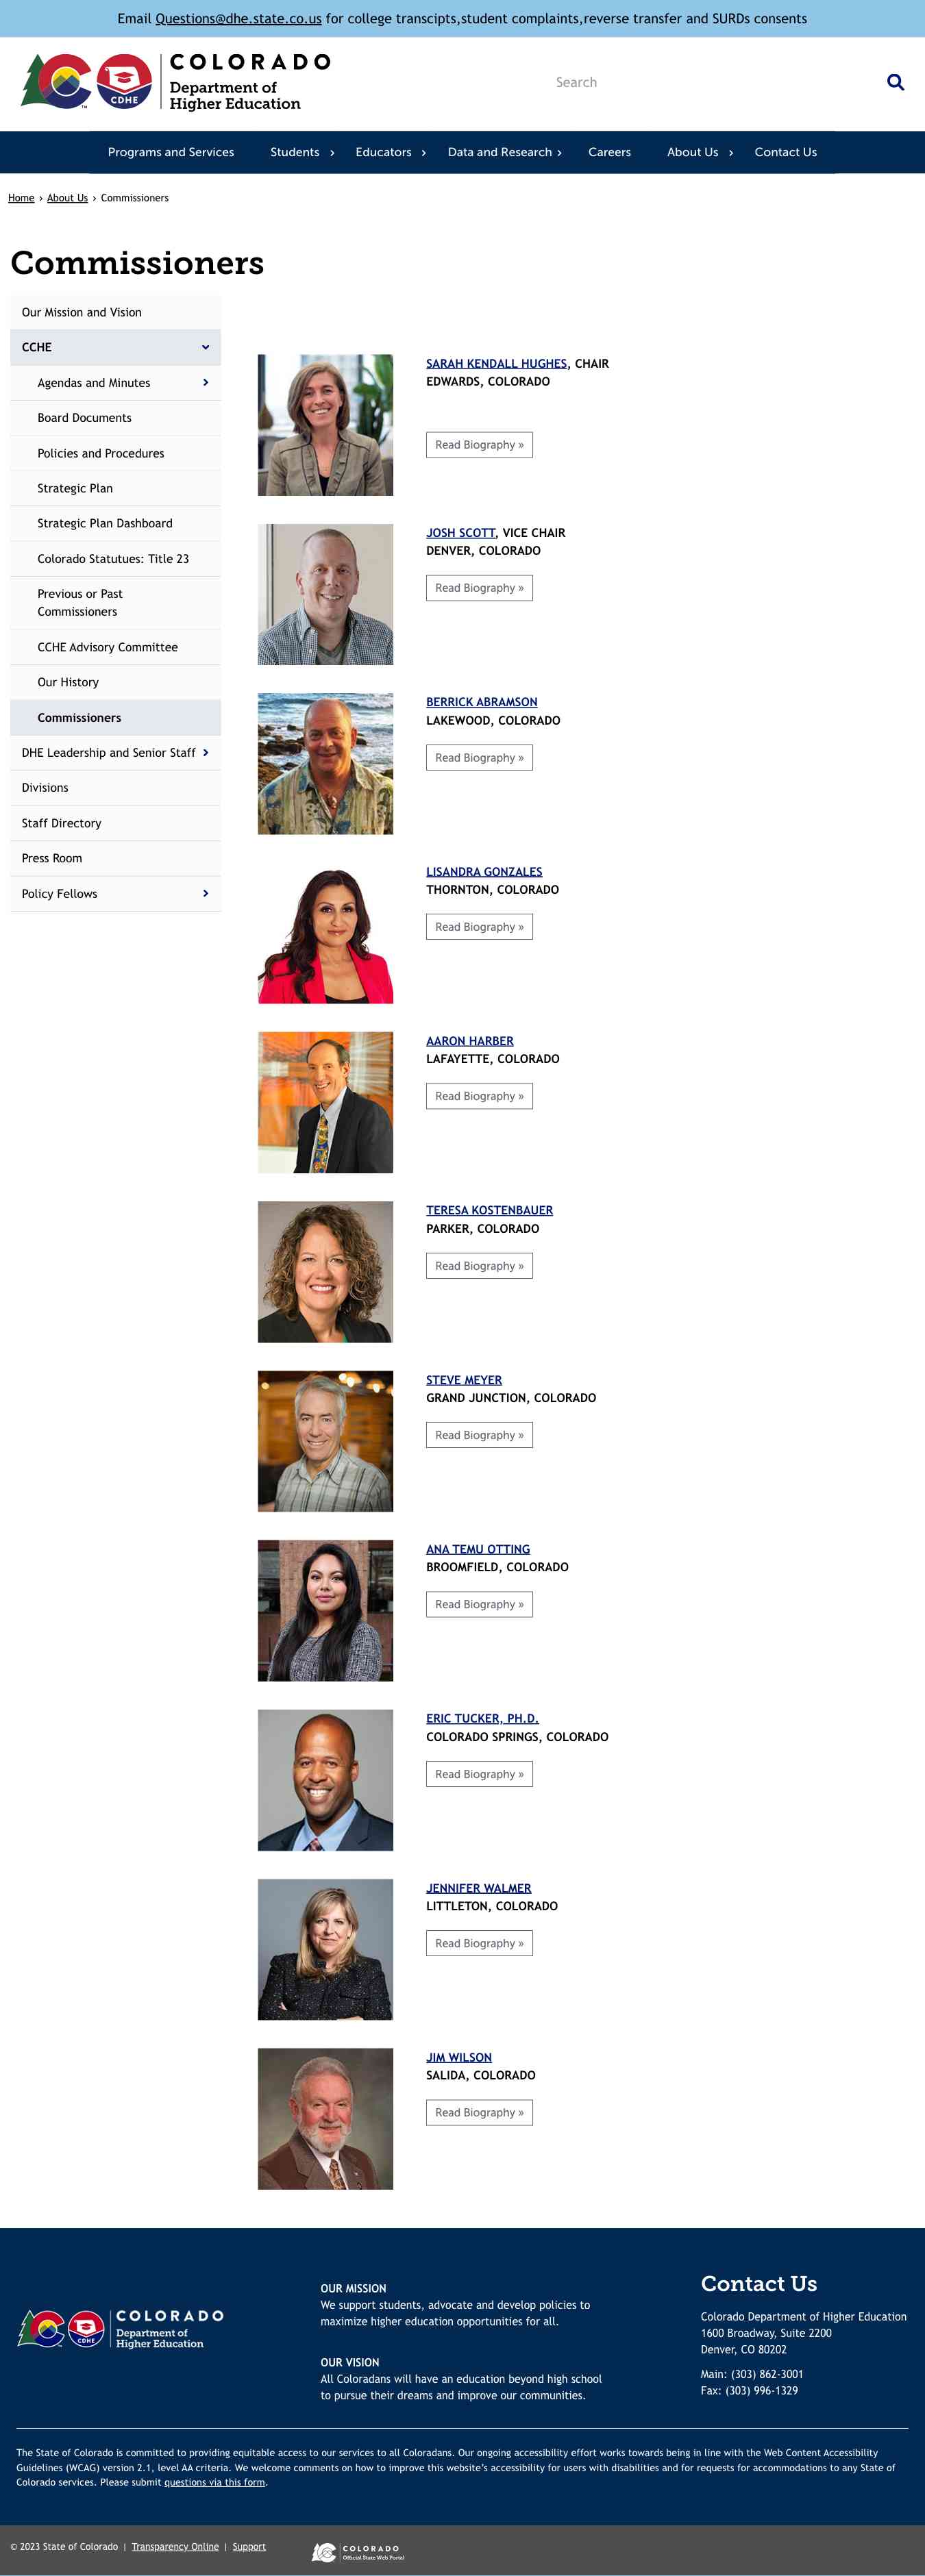 Email Questions@dhe.state.co.us for college transcipts,student complaints,reverse transfer and SURDs consents
CDHE
COLORADO
Department of
Higher Education
Search
Programs and Services Students › Educators › Data and Research › Careers About Us › Contact Us
Home › About Us › Commissioners
Commissioners
Our Mission and Vision
CCHE
Agendas and Minutes
Board Documents
Policies and Procedures
Strategic Plan
Strategic Plan Dashboard
Colorado Statutues: Title 23
Previous or Past
Commissioners
CCHE Advisory Committee
Our History
Commissioners
DHE Leadership and Senior Staff
Divisions
Staff Directory
Press Room
Policy Fellows
SARAH KENDALL HUGHES, CHAIR
EDWARDS, COLORADO
Read Biography »
JOSH SCOTT, VICE CHAIR
DENVER, COLORADO
Read Biography »
BERRICK ABRAMSON
LAKEWOOD, COLORADO
Read Biography »
LISANDRA GONZALES
THORNTON, COLORADO
Read Biography »
AARON HARBER
LAFAYETTE, COLORADO
Read Biography »
TERESA KOSTENBAUER
PARKER, COLORADO
Read Biography »
STEVE MEYER
GRAND JUNCTION, COLORADO
Read Biography »
ANA TEMU OTTING
BROOMFIELD, COLORADO
Read Biography »
ERIC TUCKER, PH.D.
COLORADO SPRINGS, COLORADO
Read Biography »
JENNIFER WALMER
LITTLETON, COLORADO
Read Biography »
JIM WILSON
SALIDA, COLORADO
Read Biography »
CDHE
COLORADO
Department of
Higher Education
OUR MISSION
We support students, advocate and develop policies to
maximize higher education opportunities for all.
OUR VISION
All Coloradans will have an education beyond high school
to pursue their dreams and improve our communities.
Contact Us
Colorado Department of Higher Education
1600 Broadway, Suite 2200
Denver, CO 80202
Main: (303) 862-3001
Fax: (303) 996-1329
The State of Colorado is committed to providing equitable access to our services to all Coloradans. Our ongoing accessibility effort works towards being in line with the Web Content Accessibility
Guidelines (WCAG) version 2.1, level AA criteria. We welcome comments on how to improve this website's accessibility for users with disabilities and for requests for accommodations to any State of
Colorado services. Please submit questions via this form.
© 2023 State of Colorado | Transparency Online | Support
COLORADO
Official State Web Portal